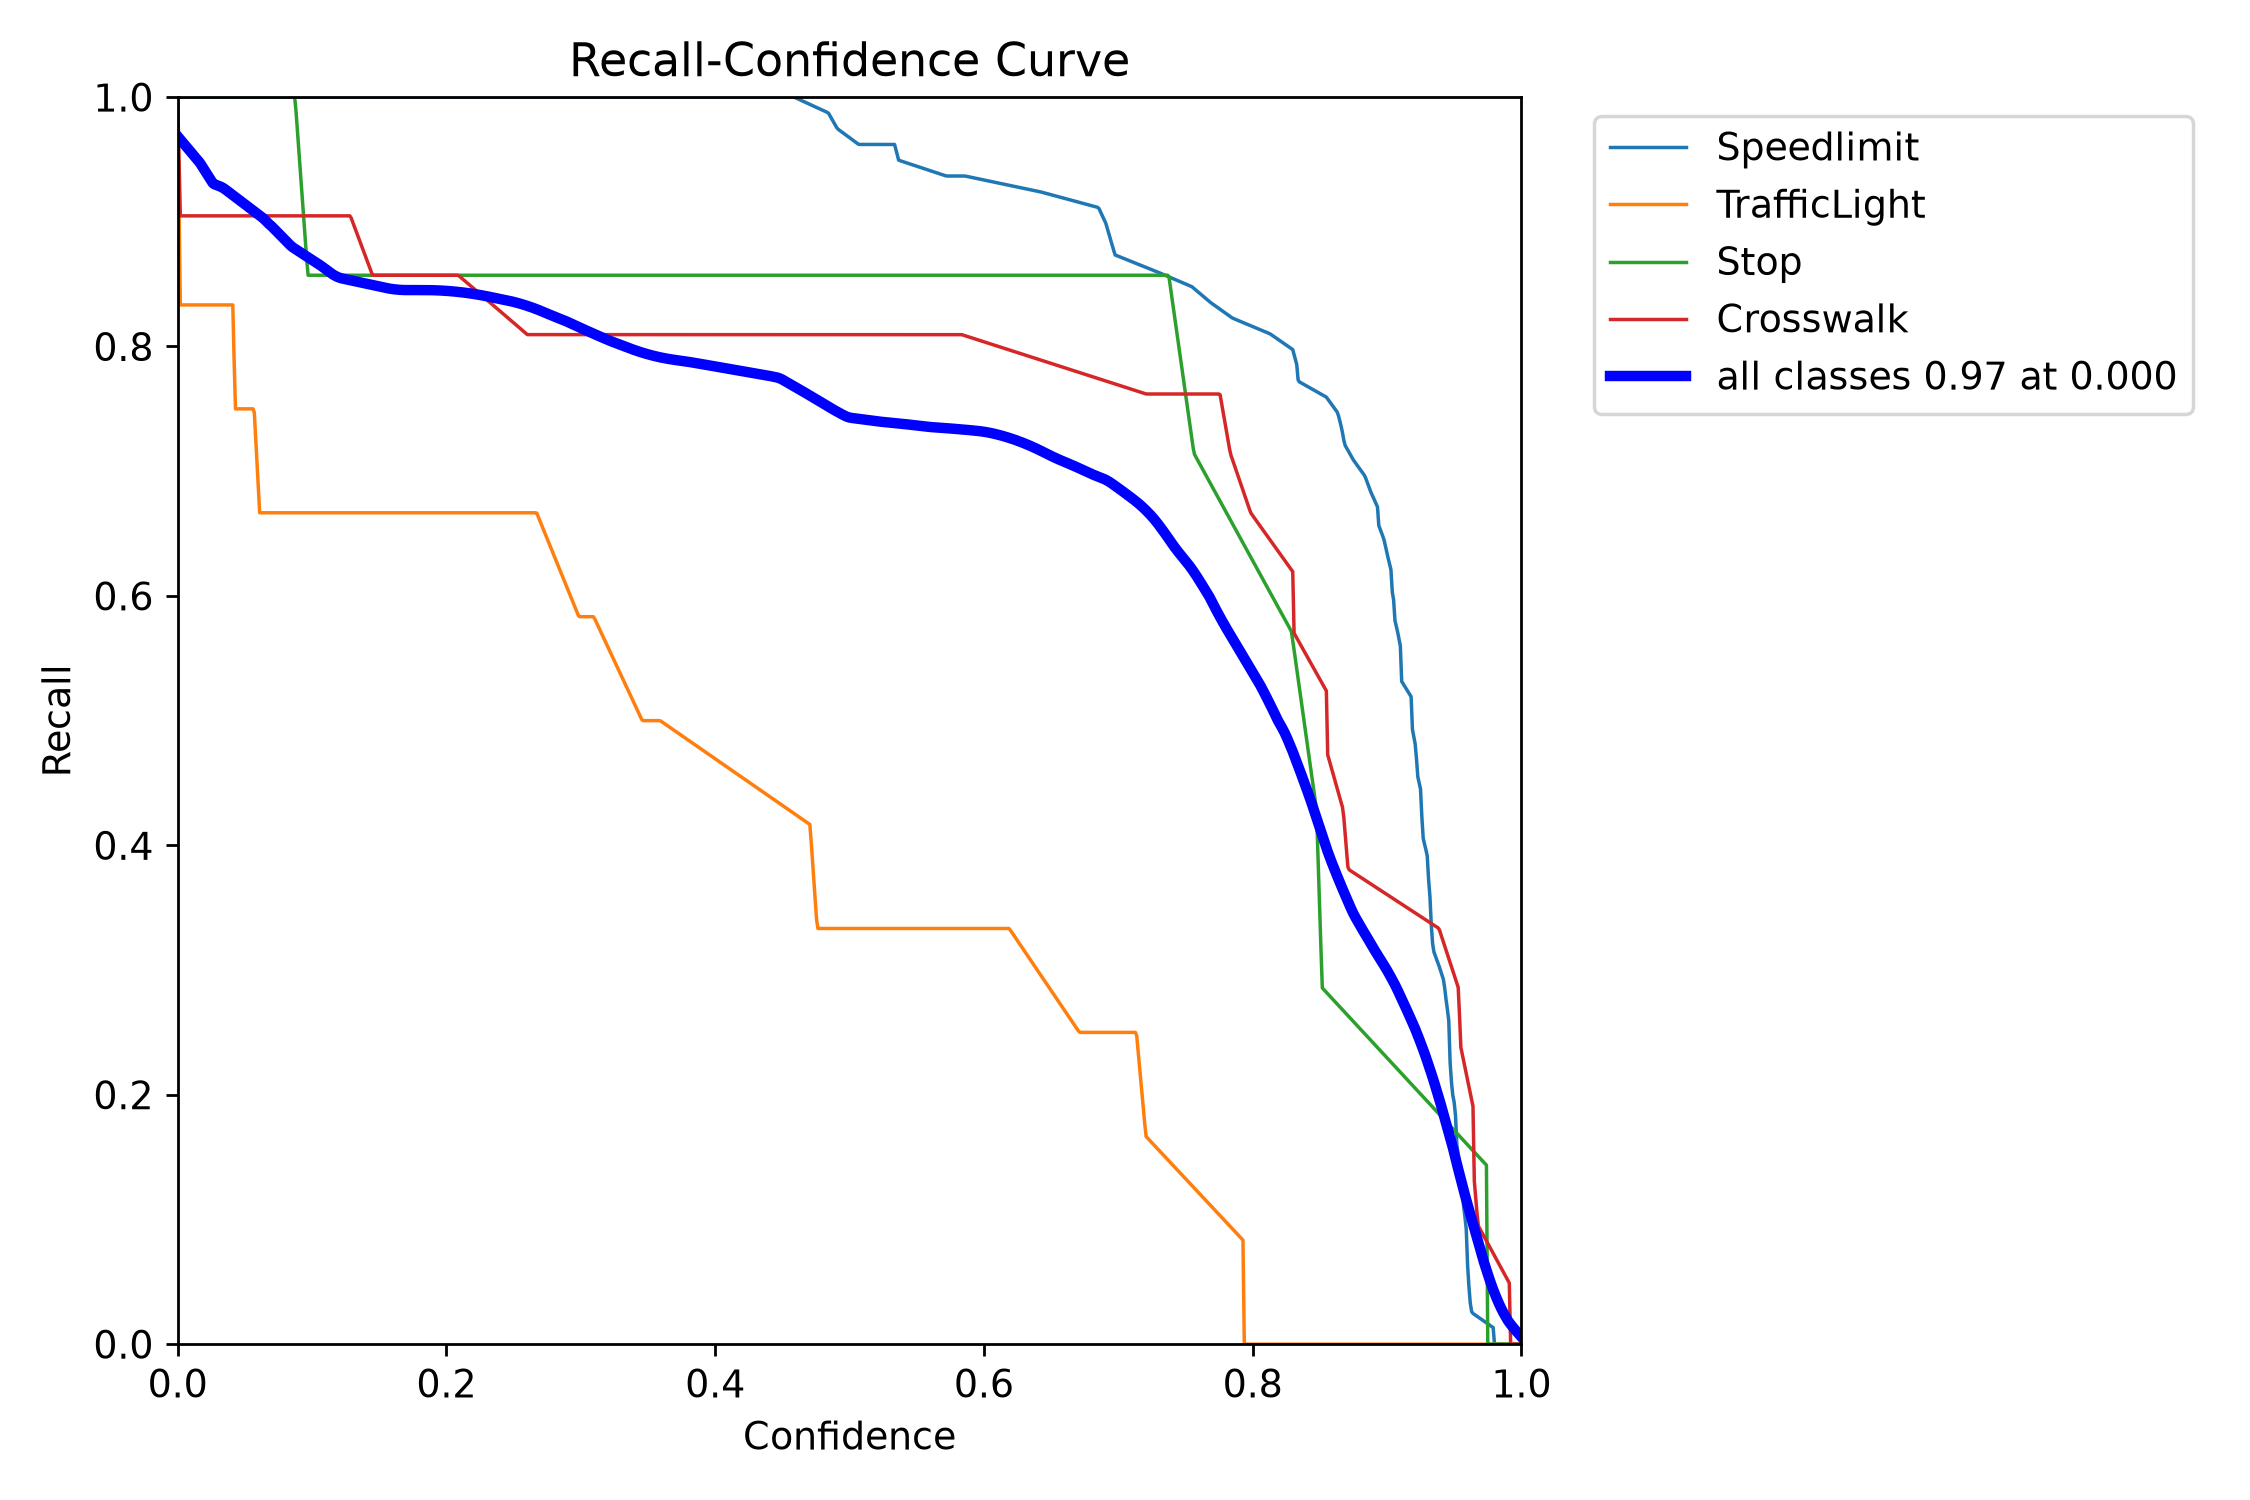 Recall-Confidence Curve
1.0
0.8
0.6
0.4
0.2
0.0
Recall
0.0 0.2 0.4 0.6 0.8 1.0
Confidence
Speedlimit
TrafficLight
Stop
Crosswalk
all classes 0.97 at 0.000